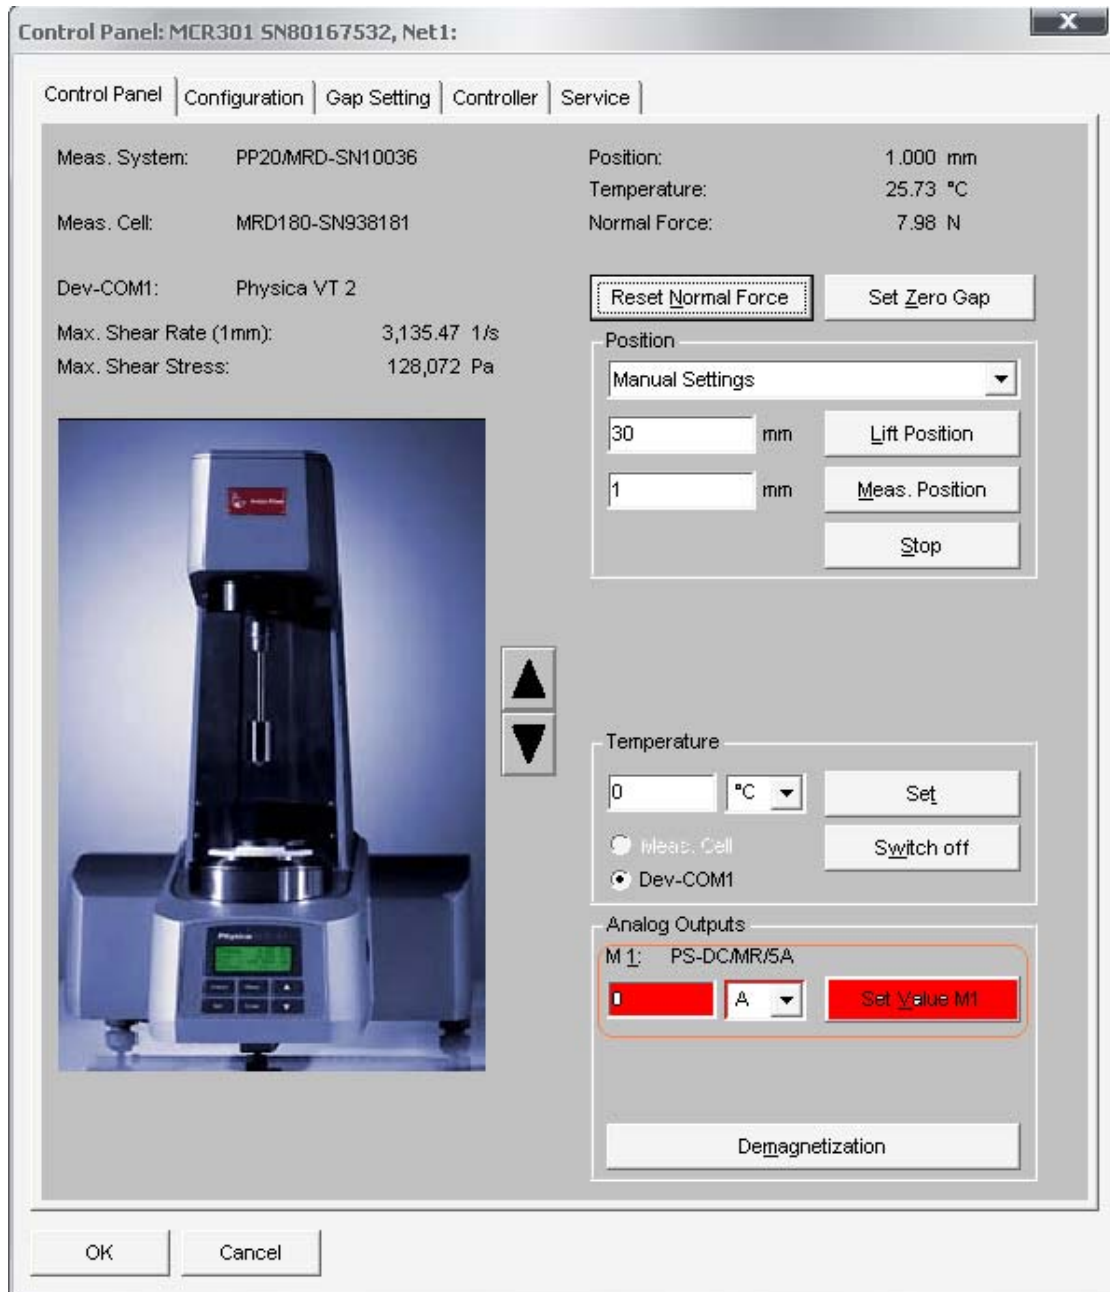 Control Panel: MCR301 SN80167532, Net1:
X
Control Panel Configuration Gap Setting Controller Service
Meas. System: PP20/MRD-SN10036
Meas. Cell: MRD180-SN938181
Dev-COM1: Physica VT 2
Max. Shear Rate (1mm): 3,135.47 1/s
Max. Shear Stress: 128,072 Pa
Position: 1.000 mm
Temperature: 25.73 °C
Normal Force: 7.98 N
Reset Normal Force Set Zero Gap
Position
Manual Settings
30 mm Lift Position
1 mm Meas. Position
Stop
Physica
Temperature
0 °C Set
Meas. Cell Switch off
Dev-COM1
Analog Outputs
M 1: PS-DC/MR/5A
0 A Set Value M1
Demagnetization
OK Cancel